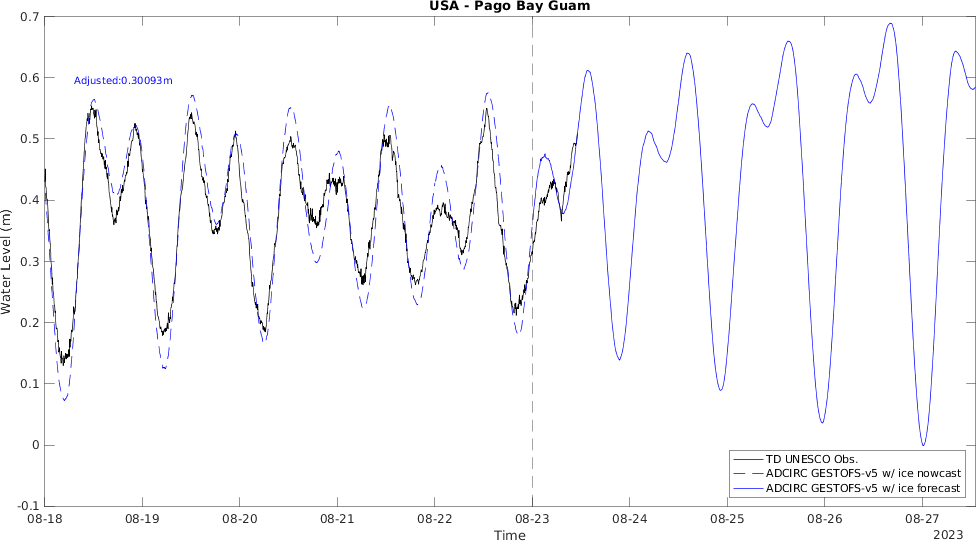 USA - Pago Bay Guam
0.7
0.6
0.5
0.4
0.3
0.2
0.1
0
-0.1
Water Level (m)
Adjusted:0.30093m
TD UNESCO Obs.
ADCIRC GESTOFS-v5 w/ ice nowcast
ADCIRC GESTOFS-v5 w/ ice forecast
08-18 08-19 08-20 08-21 08-22 08-23 08-24 08-25 08-26 08-27
Time
2023